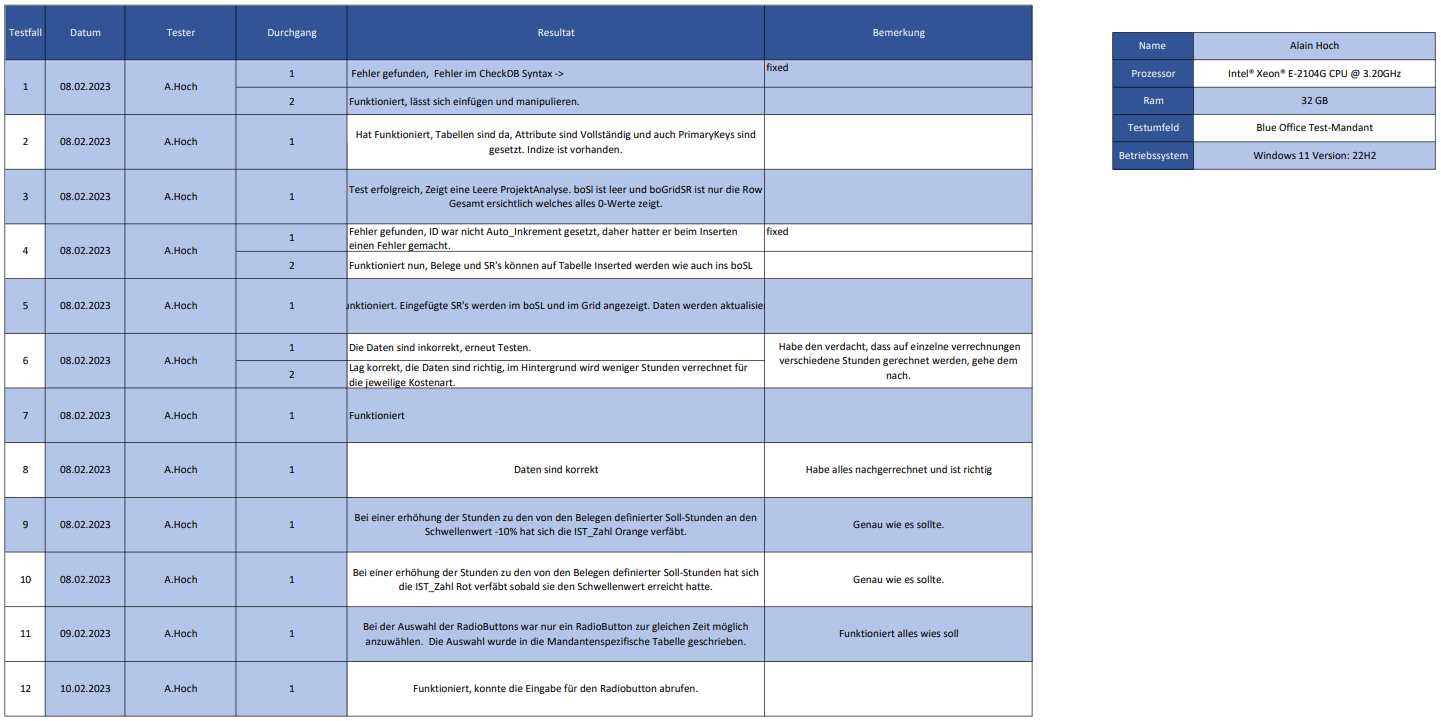 Testfall Datum Tester Durchgang Resultat Bemerkung
1 08.02.2023 A.Hoch
1 Fehler gefunden,  Fehler im CheckDB Syntax -> fixed
2 Funktioniert, lässt sich einfügen und manipulieren.
2 08.02.2023 A.Hoch 1
Hat Funktioniert, Tabellen sind da, Attribute sind Vollständig und auch PrimaryKeys sind
gesetzt. Indize ist vorhanden.
3 08.02.2023 A.Hoch 1
Test erfolgreich, Zeigt eine Leere ProjektAnalyse. boSl ist leer und boGridSR ist nur die Row
Gesamt ersichtlich welches alles 0-Werte zeigt.
4 08.02.2023 A.Hoch
1 Fehler gefunden, ID war nicht Auto_Inkrement gesetzt, daher hatter er beim Inserten
einen Fehler gemacht.
fixed
2 Funktioniert nun, Belege und SR's können auf Tabelle Inserted werden wie auch ins boSL
5 08.02.2023 A.Hoch 1
unktioniert. Eingefügte SR's werden im boSL und im Grid angezeigt. Daten werden aktualisie
6 08.02.2023 A.Hoch
1 Die Daten sind inkorrekt, erneut Testen.
2 Lag korrekt, die Daten sind richtig, im Hintergrund wird weniger Stunden verrechnet für
die jeweilige Kostenart.
Habe den verdacht, dass auf einzelne verrechnungen
verschiedene Stunden gerechnet werden, gehe dem
nach.
7 08.02.2023 A.Hoch 1 Funktioniert
8 08.02.2023 A.Hoch 1 Daten sind korrekt Habe alles nachgerrechnet und ist richtig
9 08.02.2023 A.Hoch 1
Bei einer erhöhung der Stunden zu den von den Belegen definierter Soll-Stunden an den
Schwellenwert -10% hat sich die IST_Zahl Orange verfäbt.
Genau wie es sollte.
10 08.02.2023 A.Hoch 1
Bei einer erhöhung der Stunden zu den von den Belegen definierter Soll-Stunden hat sich
die IST_Zahl Rot verfäbt sobald sie den Schwellenwert erreicht hatte.
Genau wie es sollte.
11 09.02.2023 A.Hoch 1
Bei der Auswahl der RadioButtons war nur ein RadioButton zur gleichen Zeit möglich
anzuwählen.  Die Auswahl wurde in die Mandantenspezifische Tabelle geschrieben.
Funktioniert alles wies soll
12 10.02.2023 A.Hoch 1 Funktioniert, konnte die Eingabe für den Radiobutton abrufen.
Name Alain Hoch
Prozessor Intel® Xeon® E-2104G CPU @ 3.20GHz
Ram 32 GB
Testumfeld Blue Office Test-Mandant
Betriebssystem Windows 11 Version: 22H2